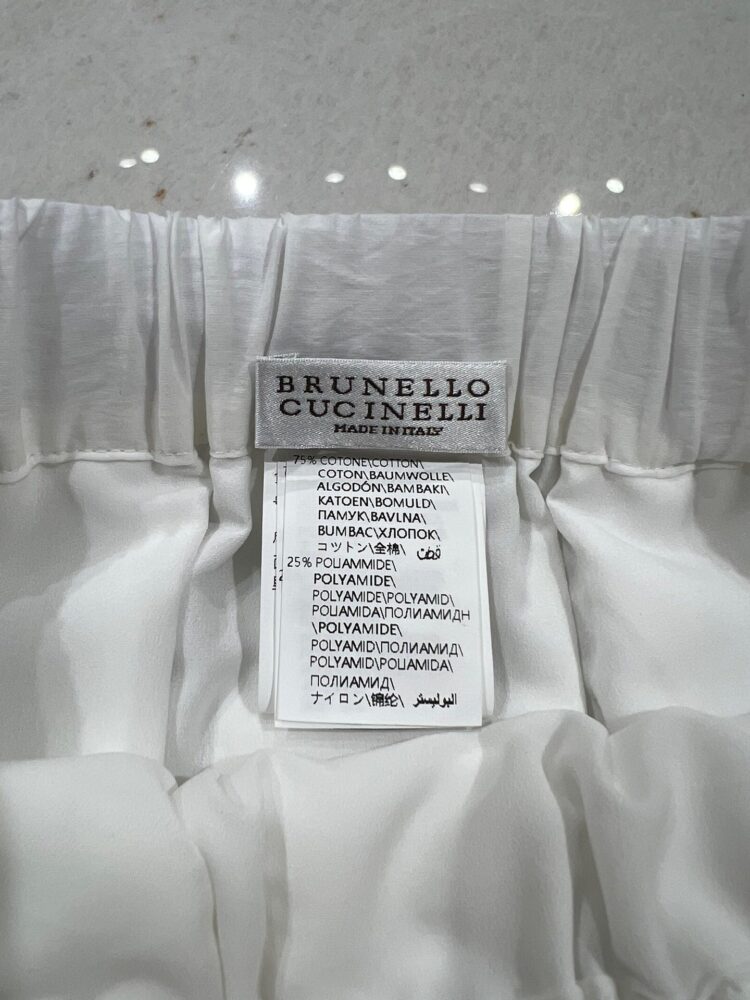 BRUNELLO
CUCINELLI
MADE IN ITALY
75% COTONE\COTTON\
COTON\BAUMWOLLE\
ALGODÓN\BAMBAKI\
KATOEN\BOMULD\
ПАМУК\BAVLNA\
BUMBAC\ХЛОПОК\
コットン\全棉\ قطن
25% POLIAMMIDE\
POLYAMIDE\
POLYAMIDE\POLYAMID\
POLIAMIDA\ПОЛИАМИДН
\POLYAMIDE\
POLYAMID\ПОЛИАМИД\
POLYAMID\POLIAMIDA\
ПОЛИАМИД\
ナイロン\锦纶\ البوليستر